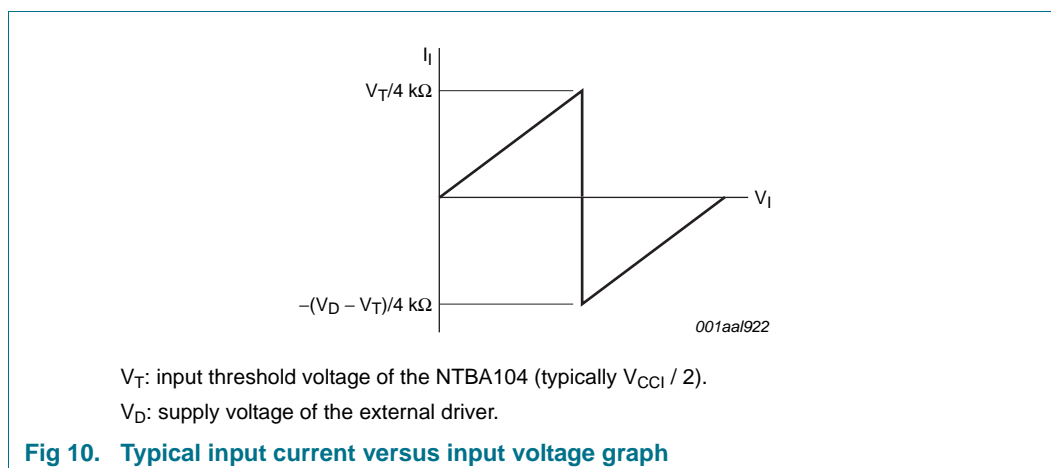 I_I
V_T/4 kΩ
V_I
−(V_D − V_T)/4 kΩ
001aal922
V_T: input threshold voltage of the NTBA104 (typically V_CCI / 2).
V_D: supply voltage of the external driver.
Fig 10. Typical input current versus input voltage graph